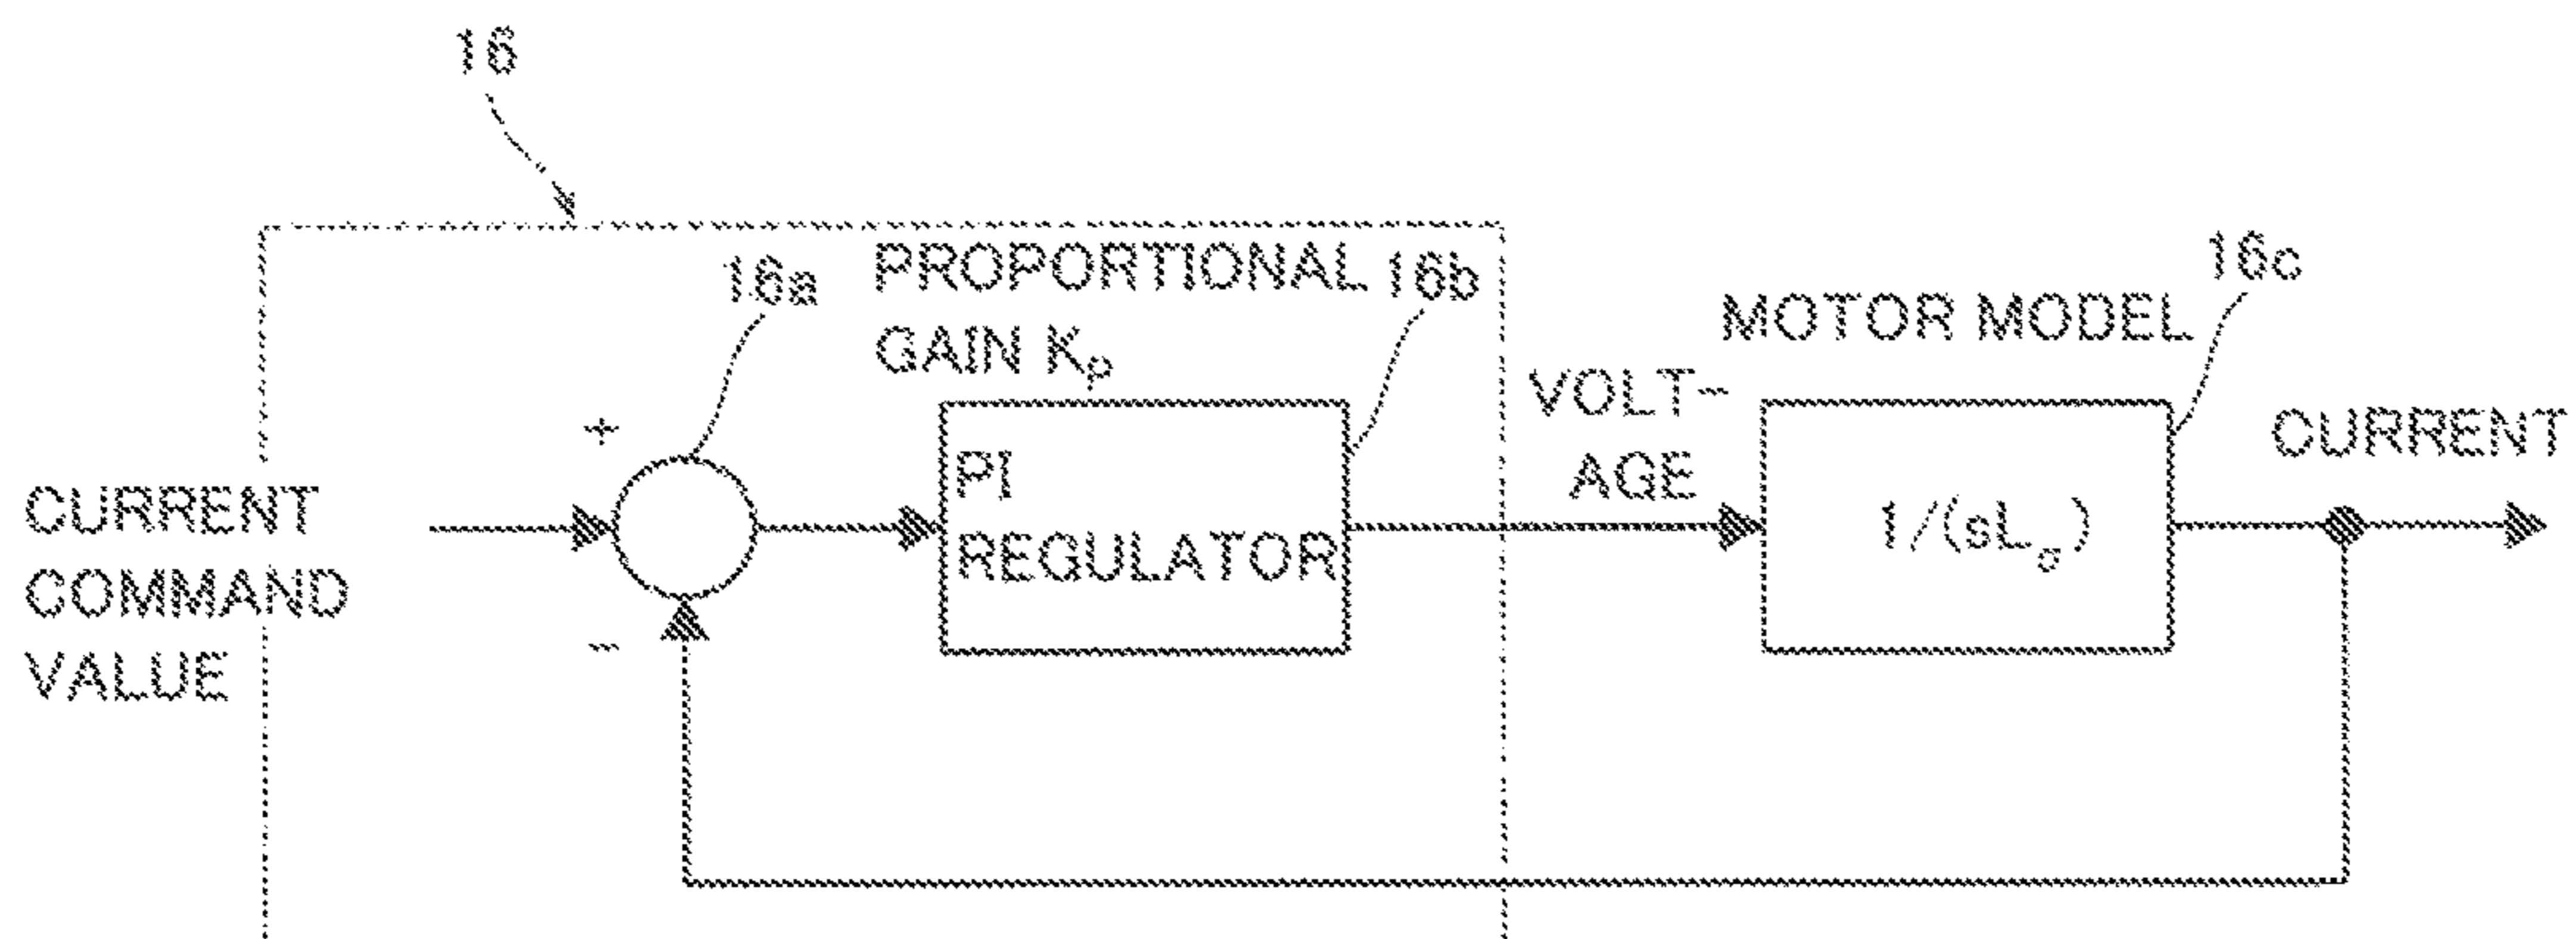 16
16a
PROPORTIONAL
GAIN Kp
16b
16c
MOTOR MODEL
VOLT-
AGE
CURRENT
+
CURRENT
COMMAND
VALUE
PI
REGULATOR
1/(sLσ)
-